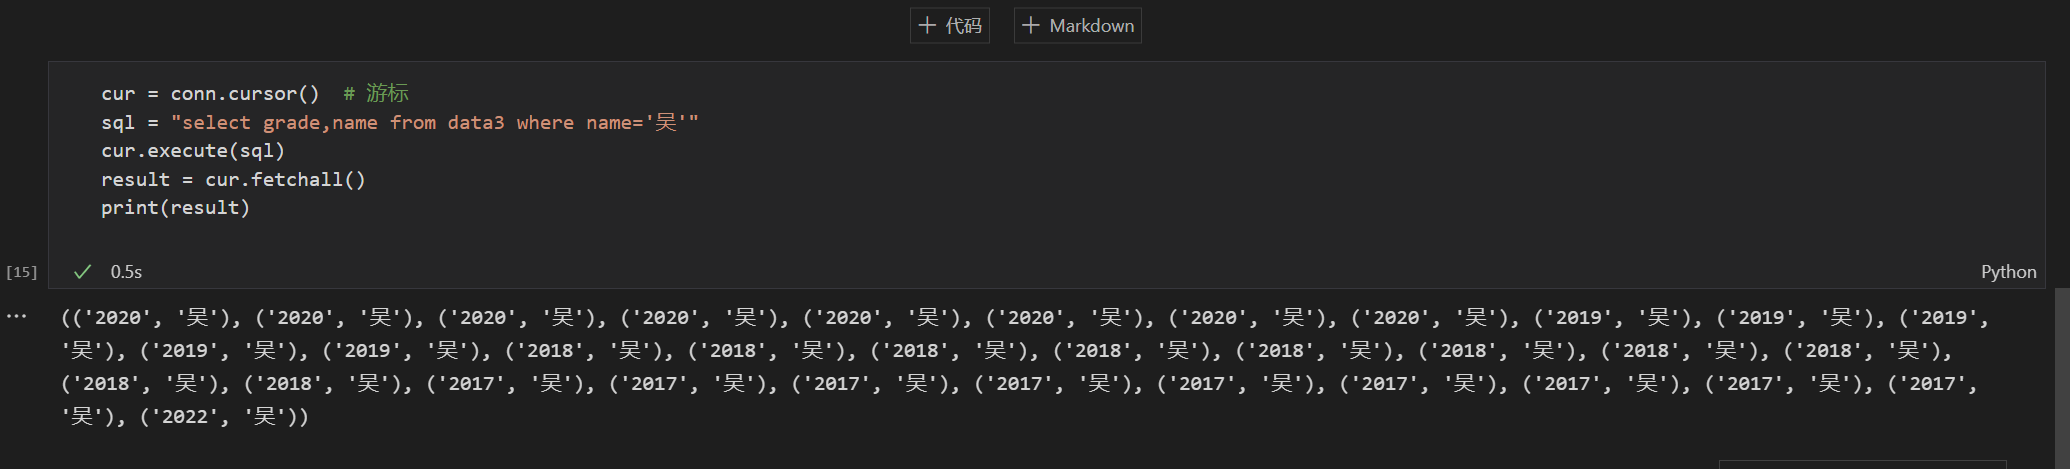 + 代码 + Markdown
cur = conn.cursor() # 游标
sql = "select grade,name from data3 where name='吴'"
cur.execute(sql)
result = cur.fetchall()
print(result)
[15] ✓ 0.5s Python
... (('2020', '吴'), ('2020', '吴'), ('2020', '吴'), ('2020', '吴'), ('2020', '吴'), ('2020', '吴'), ('2020', '吴'), ('2020', '吴'), ('2019', '吴'), ('2019', '吴'), ('2019',
'吴'), ('2019', '吴'), ('2019', '吴'), ('2018', '吴'), ('2018', '吴'), ('2018', '吴'), ('2018', '吴'), ('2018', '吴'), ('2018', '吴'), ('2018', '吴'), ('2018', '吴'),
('2018', '吴'), ('2018', '吴'), ('2017', '吴'), ('2017', '吴'), ('2017', '吴'), ('2017', '吴'), ('2017', '吴'), ('2017', '吴'), ('2017', '吴'), ('2017', '吴'), ('2017',
'吴'), ('2022', '吴'))